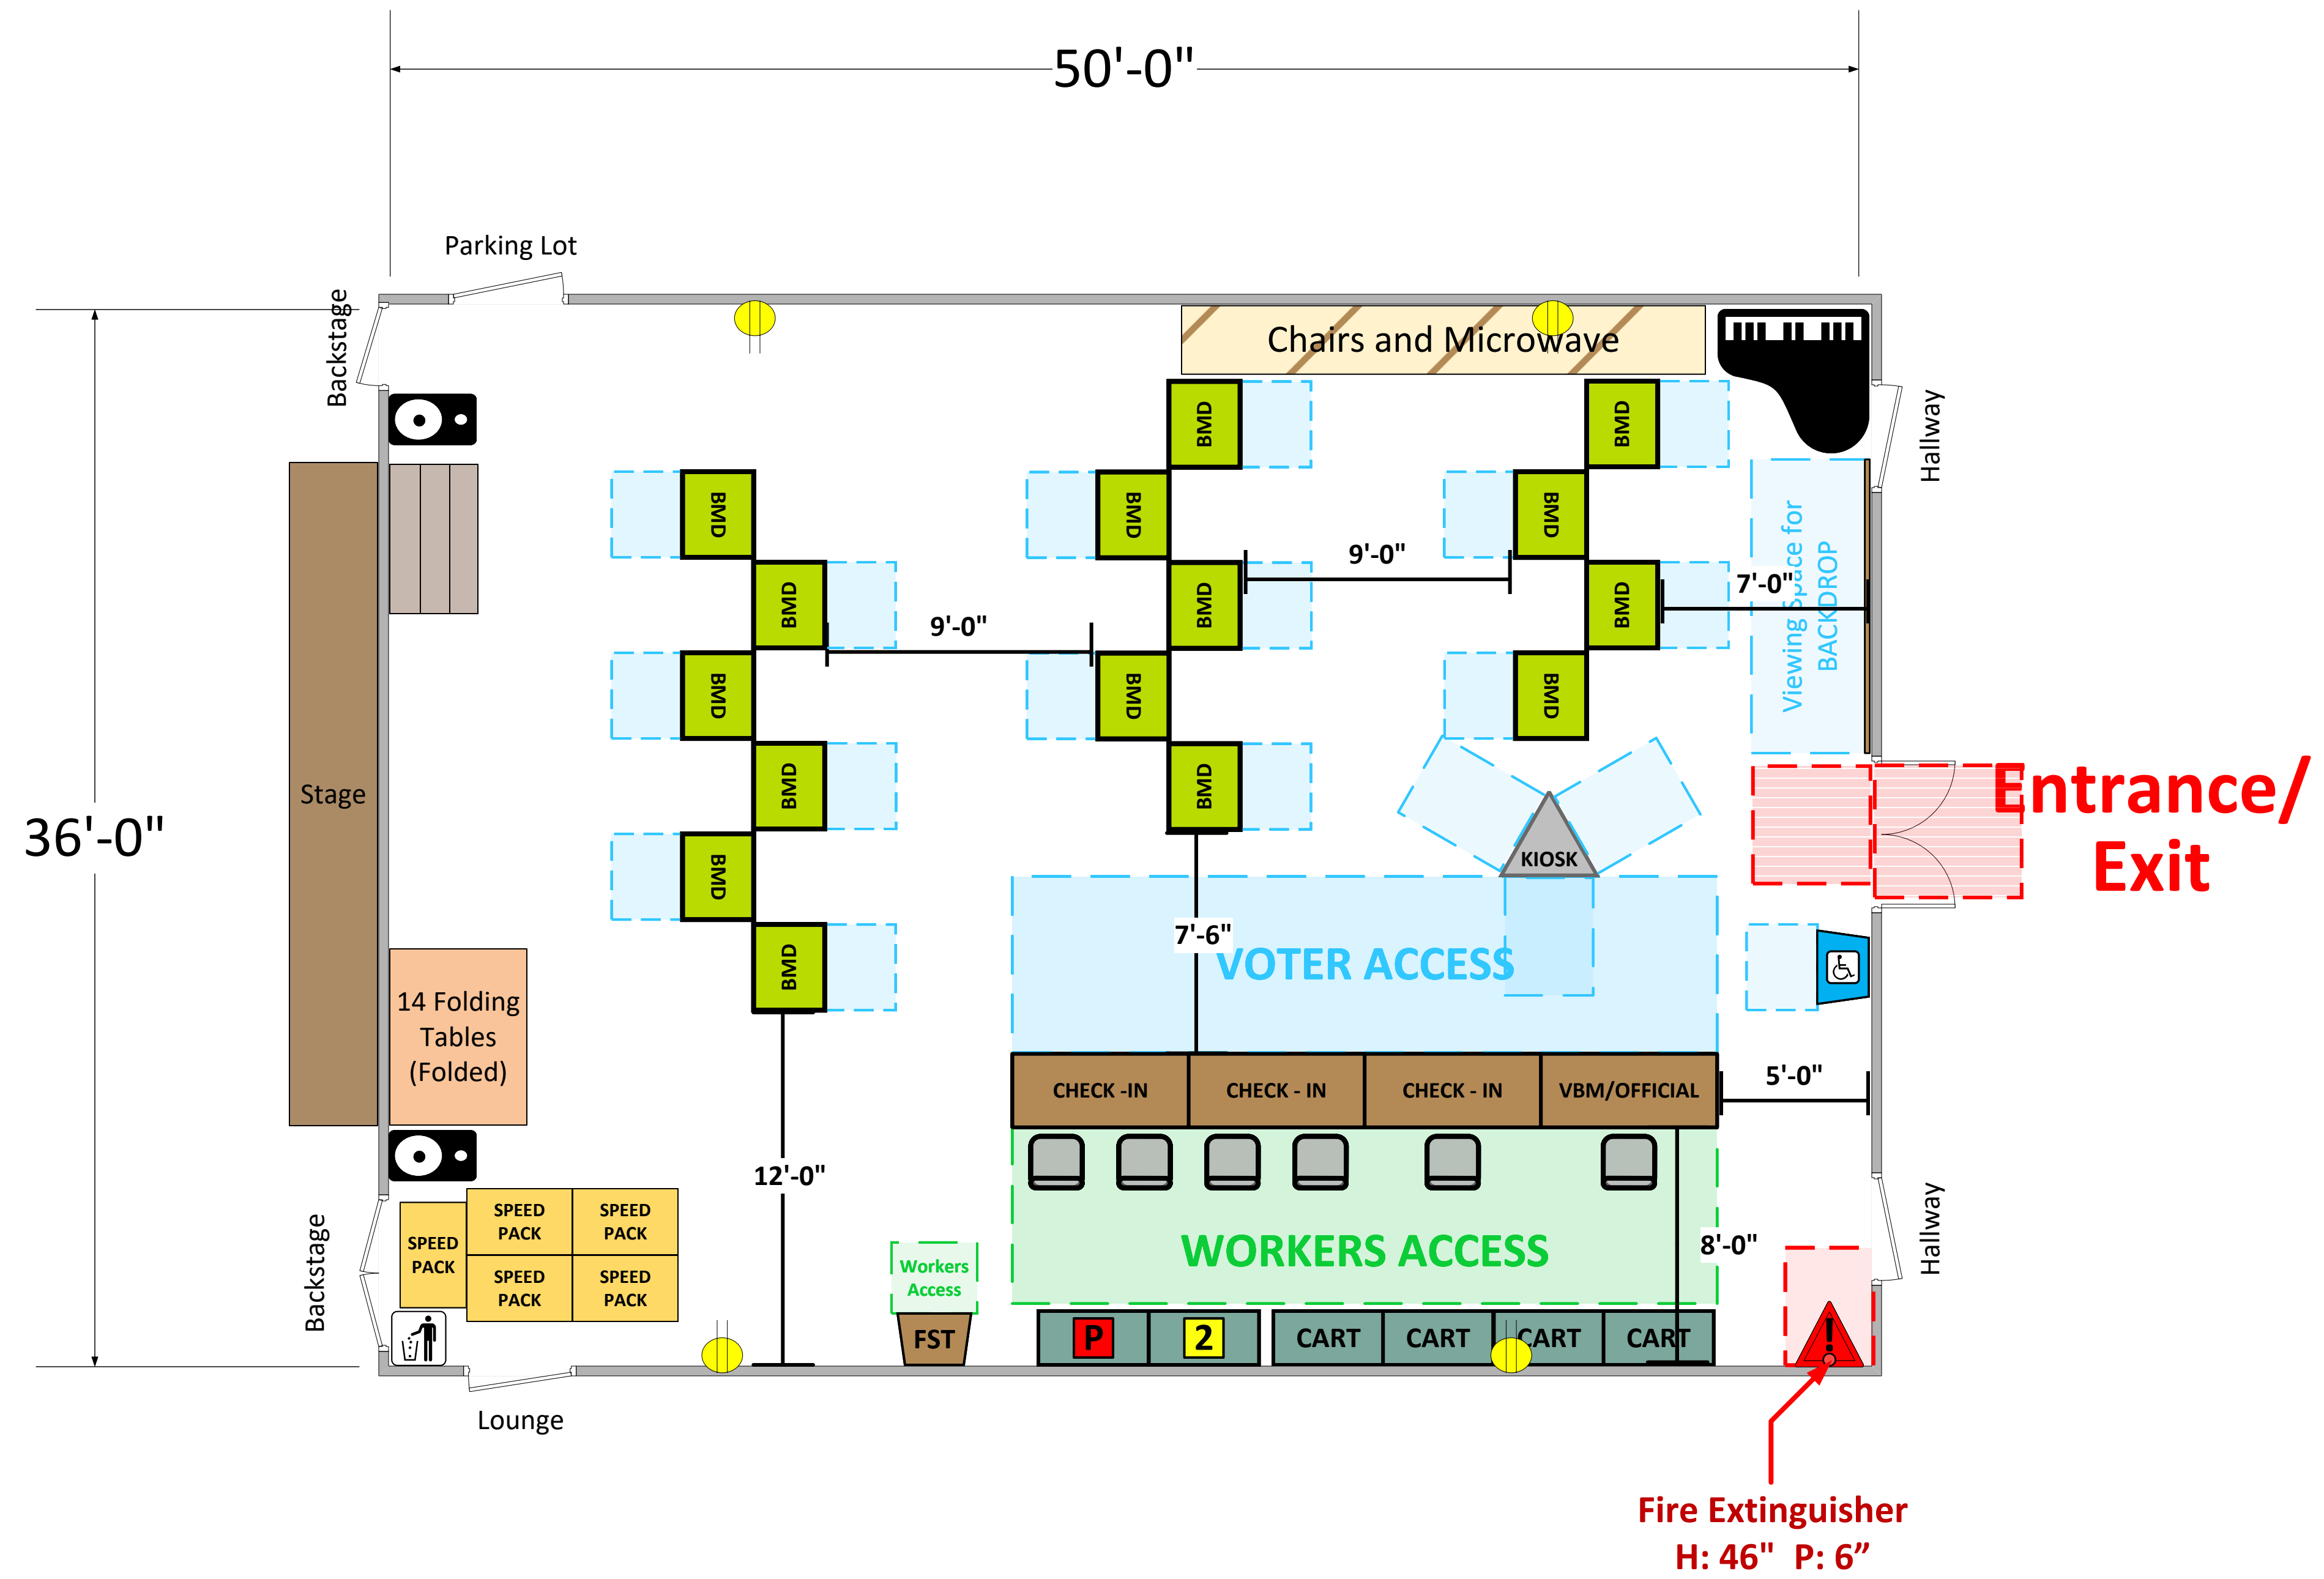 50'-0"
Parking Lot
Backstage
Chairs and Microwave
Hallway
BMD
BMD
BMD
BMD
BMD
9'-0"
BMD
BMD
BMD
7'-0"
Viewing Space for
BACKDROP
9'-0"
BMD
BMD
BMD
BMD
BMD
BMD
BMD
36'-0"
Stage
Entrance/
Exit
KIOSK
7'-6"
VOTER ACCESS
14 Folding
Tables
(Folded)
CHECK -IN
CHECK - IN
CHECK - IN
VBM/OFFICIAL
5'-0"
12'-0"
SPEED
PACK
SPEED
PACK
SPEED
PACK
SPEED
PACK
SPEED
PACK
Backstage
Workers
Access
WORKERS ACCESS
8'-0"
Hallway
FST
P
2
CART
CART
CART
CART
Lounge
Fire Extinguisher
H: 46" P: 6”